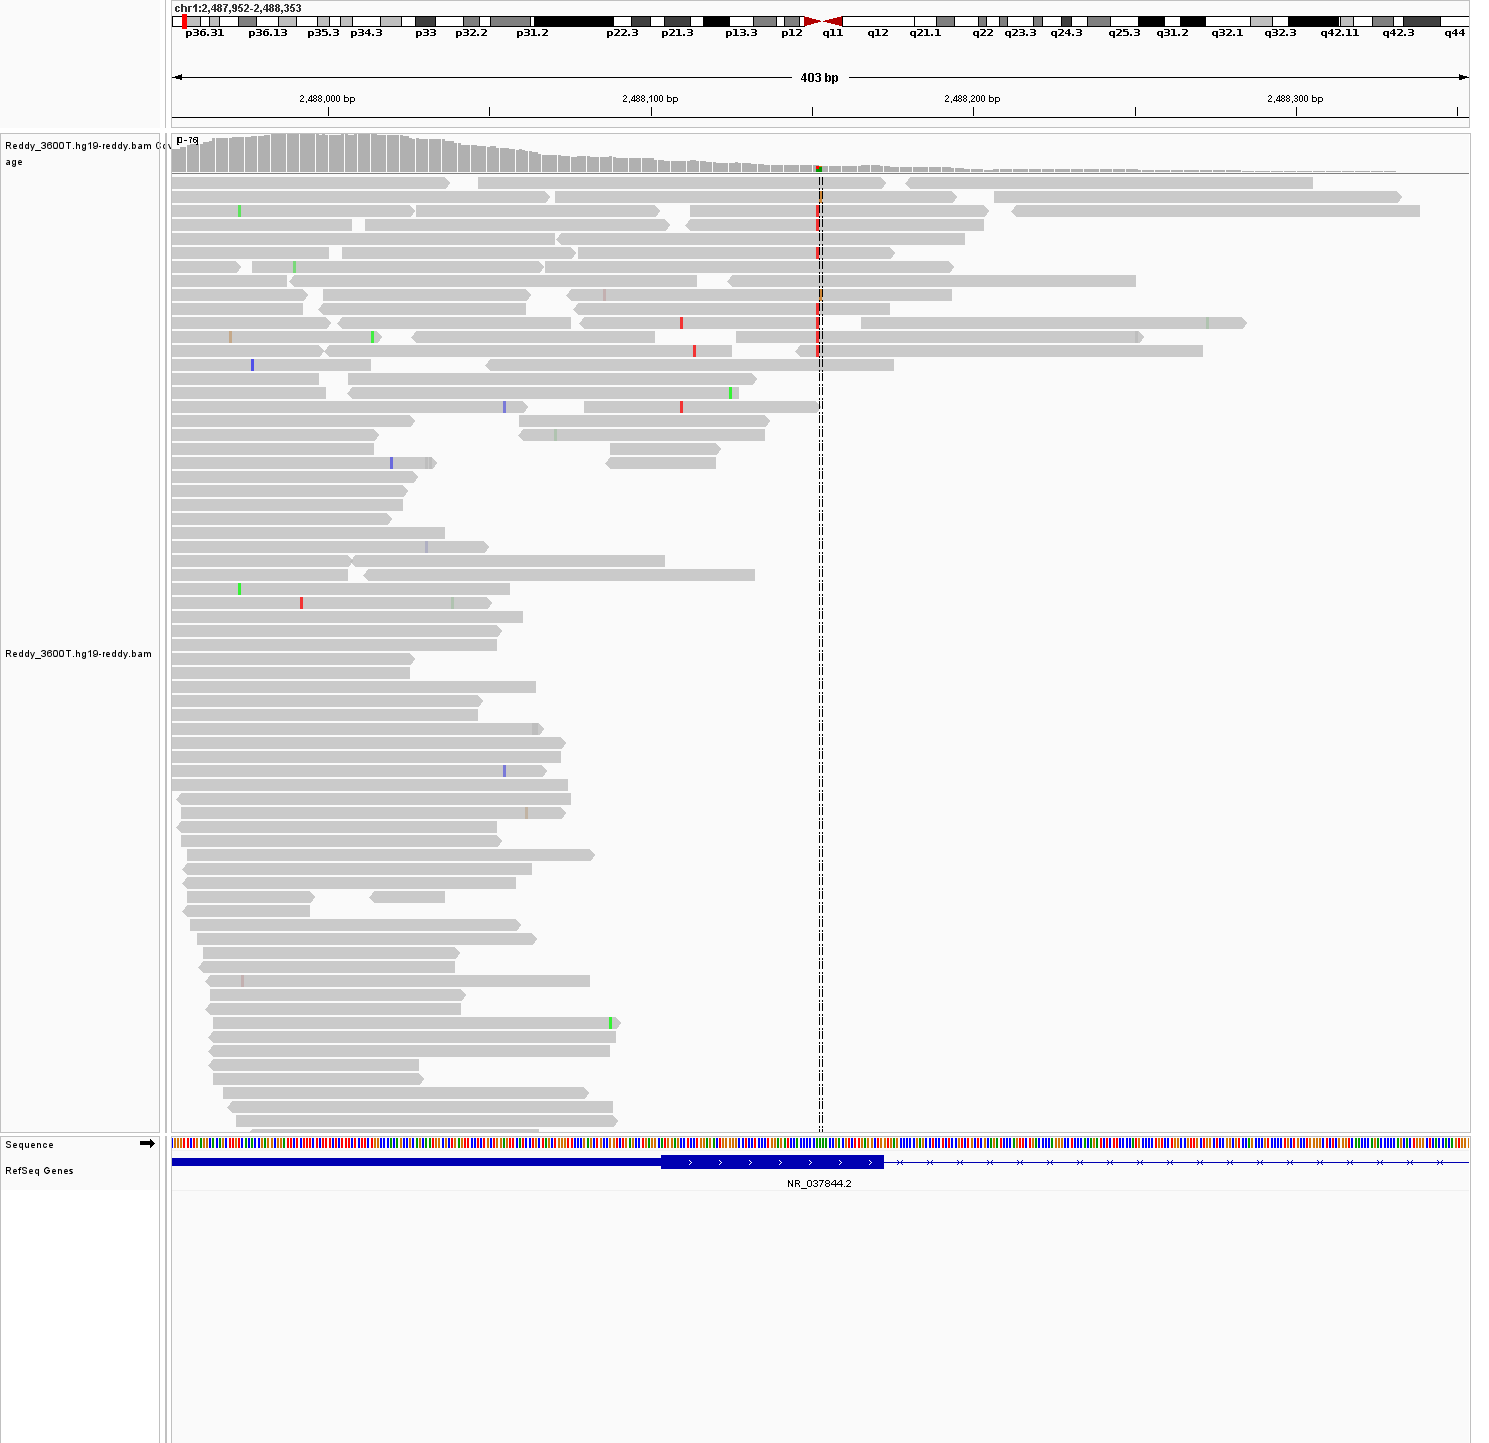 chr1:2,487,952-2,488,353
p36.31 p36.13 p35.3 p34.3 p33 p32.2 p31.2 p22.3 p21.3 p13.3 p12 q11 q12 q21.1 q22 q23.3 q24.3 q25.3 q31.2 q32.1 q32.3 q42.11 q42.3 q44
403 bp
2,488,000 bp 2,488,100 bp 2,488,200 bp 2,488,300 bp
[0-76]
Reddy_3600T.hg19-reddy.bam Cov
age
Reddy_3600T.hg19-reddy.bam
Sequence
RefSeq Genes
NR_037844.2